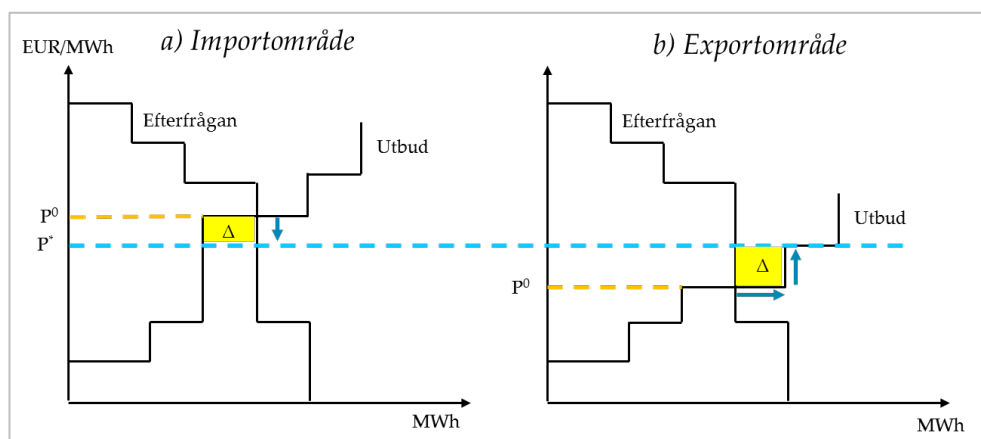 a) Importområde
EUR/MWh
Efterfrågan
Utbud
P⁰
Δ
P*
MWh
b) Exportområde
Efterfrågan
Utbud
Δ
P⁰
MWh